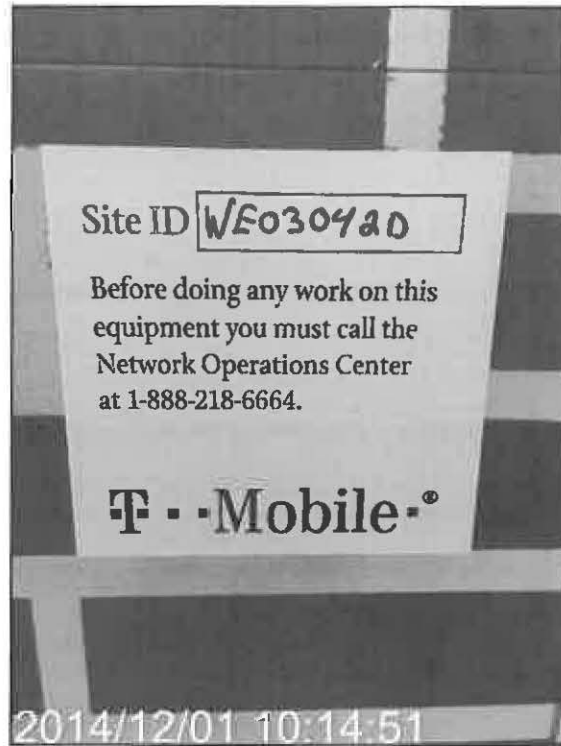 Site ID WE03042D
Before doing any work on this
equipment you must call the
Network Operations Center
at 1-888-218-6664.
T··Mobile·®
2014/12/01 10:14:51